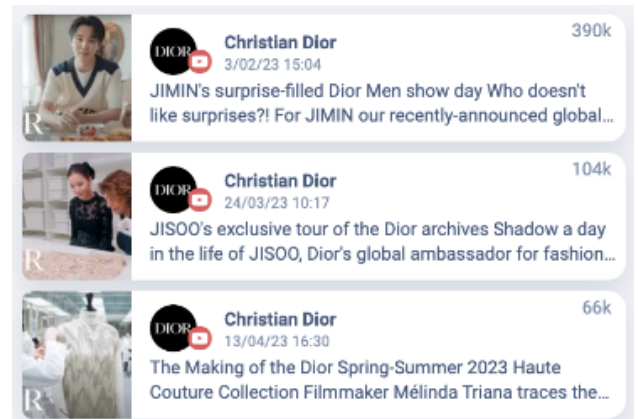 390k
DIOR
Christian Dior
3/02/23 15:04
JIMIN's surprise-filled Dior Men show day Who doesn't
like surprises?! For JIMIN our recently-announced global...
R
104k
DIOR
Christian Dior
24/03/23 10:17
JISOO's exclusive tour of the Dior archives Shadow a day
in the life of JISOO, Dior's global ambassador for fashion...
R
66k
DIOR
Christian Dior
13/04/23 16:30
The Making of the Dior Spring-Summer 2023 Haute
Couture Collection Filmmaker Mélinda Triana traces the...
R